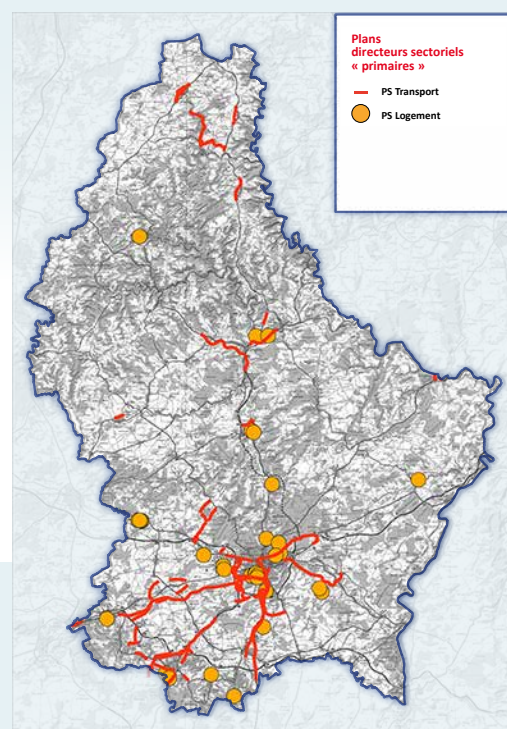 Plans
directeurs sectoriels
« primaires »
PS Transport
PS Logement